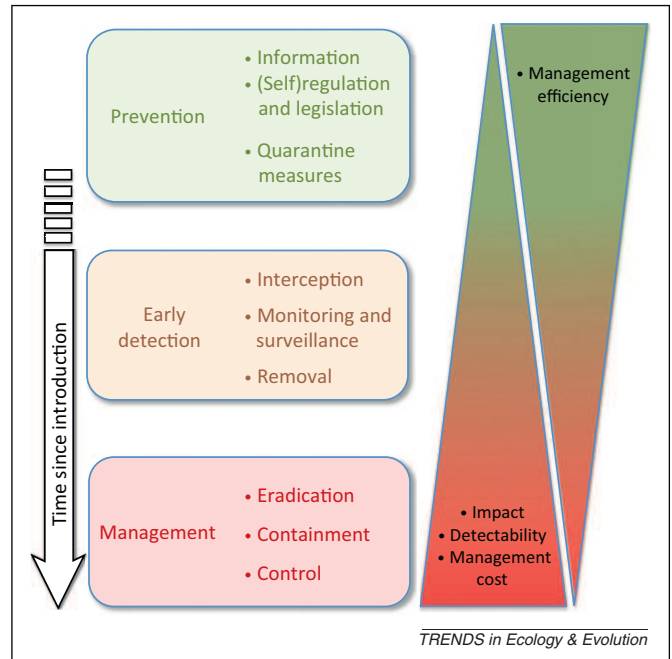 Prevention
• Information
• (Self)regulation
and legislation
• Quarantine
measures
Early
detection
• Interception
• Monitoring and
surveillance
• Removal
Management
• Eradication
• Containment
• Control
Time since introduction
• Management
efficiency
• Impact
• Detectability
• Management
cost
TRENDS in Ecology & Evolution